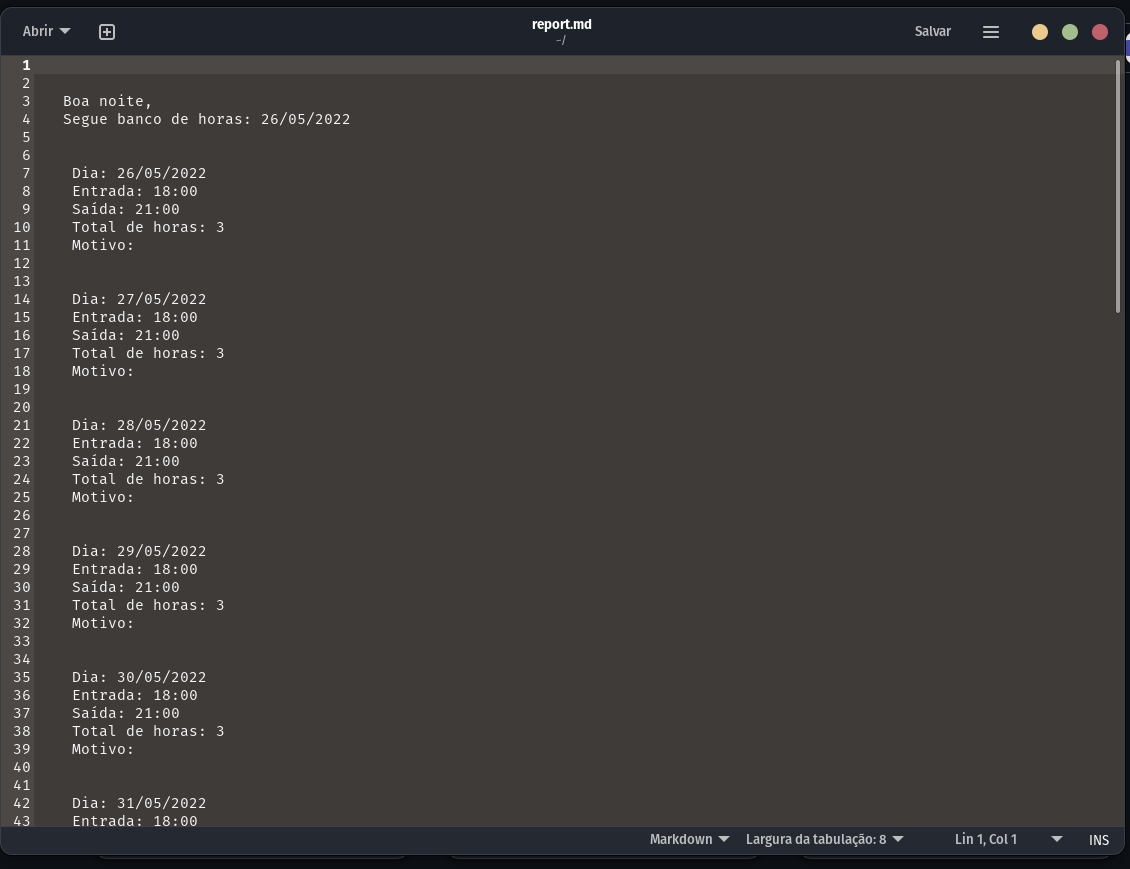 Abrir
report.md
~/
Salvar
1
2
3 Boa noite,
4 Segue banco de horas: 26/05/2022
5
6
7 Dia: 26/05/2022
8 Entrada: 18:00
9 Saída: 21:00
10 Total de horas: 3
11 Motivo:
12
13
14 Dia: 27/05/2022
15 Entrada: 18:00
16 Saída: 21:00
17 Total de horas: 3
18 Motivo:
19
20
21 Dia: 28/05/2022
22 Entrada: 18:00
23 Saída: 21:00
24 Total de horas: 3
25 Motivo:
26
27
28 Dia: 29/05/2022
29 Entrada: 18:00
30 Saída: 21:00
31 Total de horas: 3
32 Motivo:
33
34
35 Dia: 30/05/2022
36 Entrada: 18:00
37 Saída: 21:00
38 Total de horas: 3
39 Motivo:
40
41
42 Dia: 31/05/2022
43 Entrada: 18:00
Markdown
Largura da tabulação: 8
Lin 1, Col 1
INS